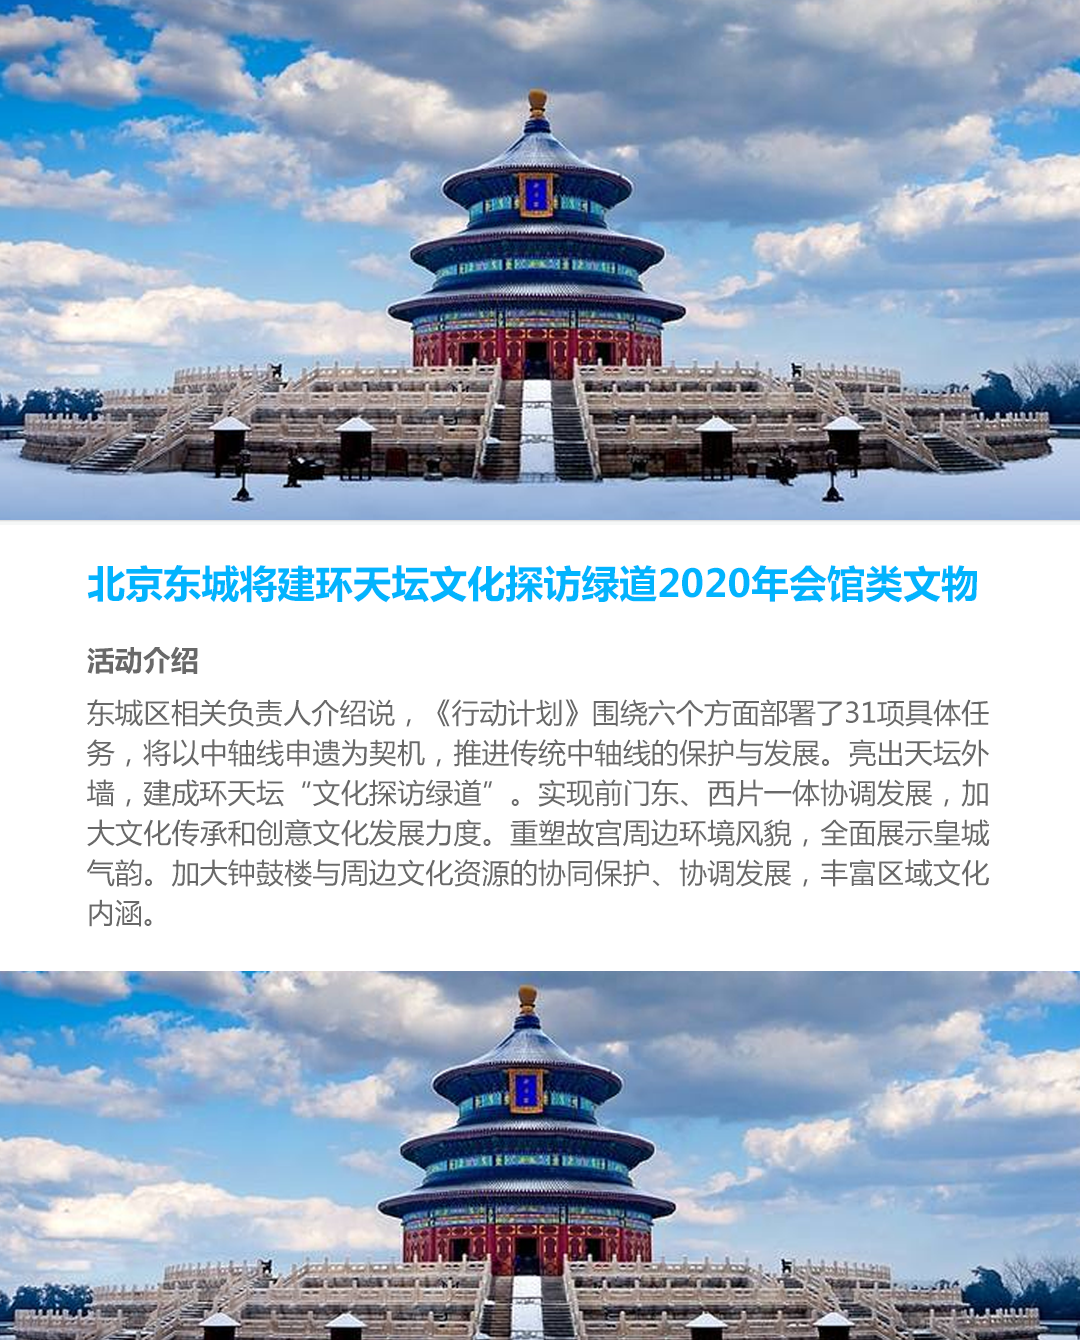 北京东城将建环天坛文化探访绿道2020年会馆类文物
活动介绍
东城区相关负责人介绍说，《行动计划》围绕六个方面部署了31项具体任
务，将以中轴线申遗为契机，推进传统中轴线的保护与发展。亮出天坛外
墙，建成环天坛“文化探访绿道”。实现前门东、西片一体协调发展，加
大文化传承和创意文化发展力度。重塑故宫周边环境风貌，全面展示皇城
气韵。加大钟鼓楼与周边文化资源的协同保护、协调发展，丰富区域文化
内涵。